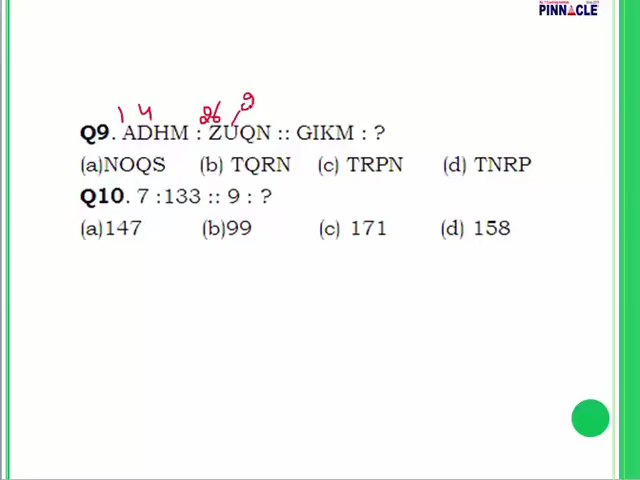 PINNACLE
1 4 26 9
Q9. ADHM : ZUQN :: GIKM : ?
(a)NOQS (b) TQRN (c) TRPN (d) TNRP
Q10. 7 :133 :: 9 : ?
(a)147 (b)99 (c) 171 (d) 158